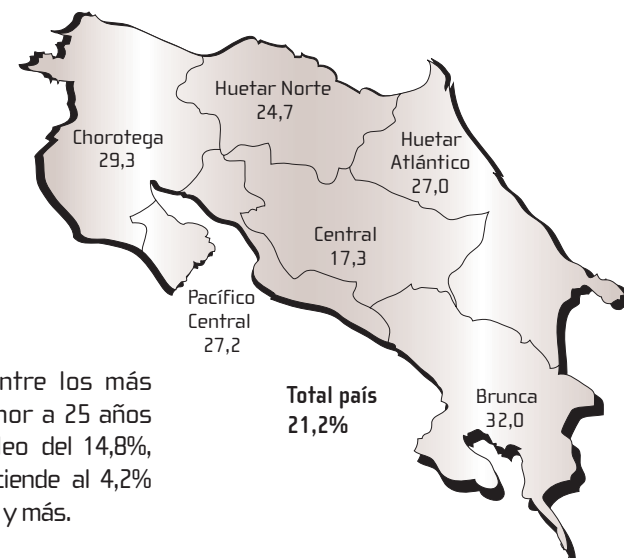 Huetar Norte
24,7
Chorotega
29,3
Huetar
Atlántico
27,0
Central
17,3
Pacífico
Central
27,2
Total país
21,2%
Brunca
32,0
ntre los más
or a 25 años
eo del 14,8%,
iende al 4,2%
y más.